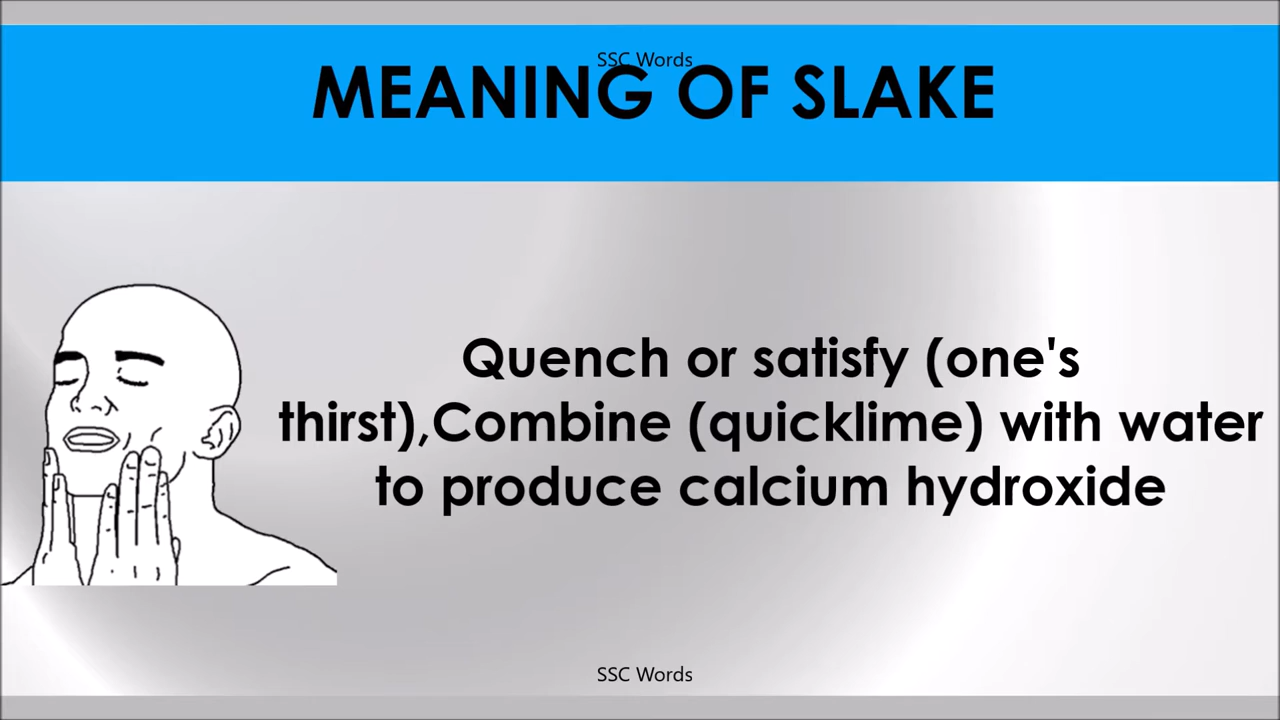 SSC Words
MEANING OF SLAKE
Quench or satisfy (one's
thirst),Combine (quicklime) with water
to produce calcium hydroxide
SSC Words